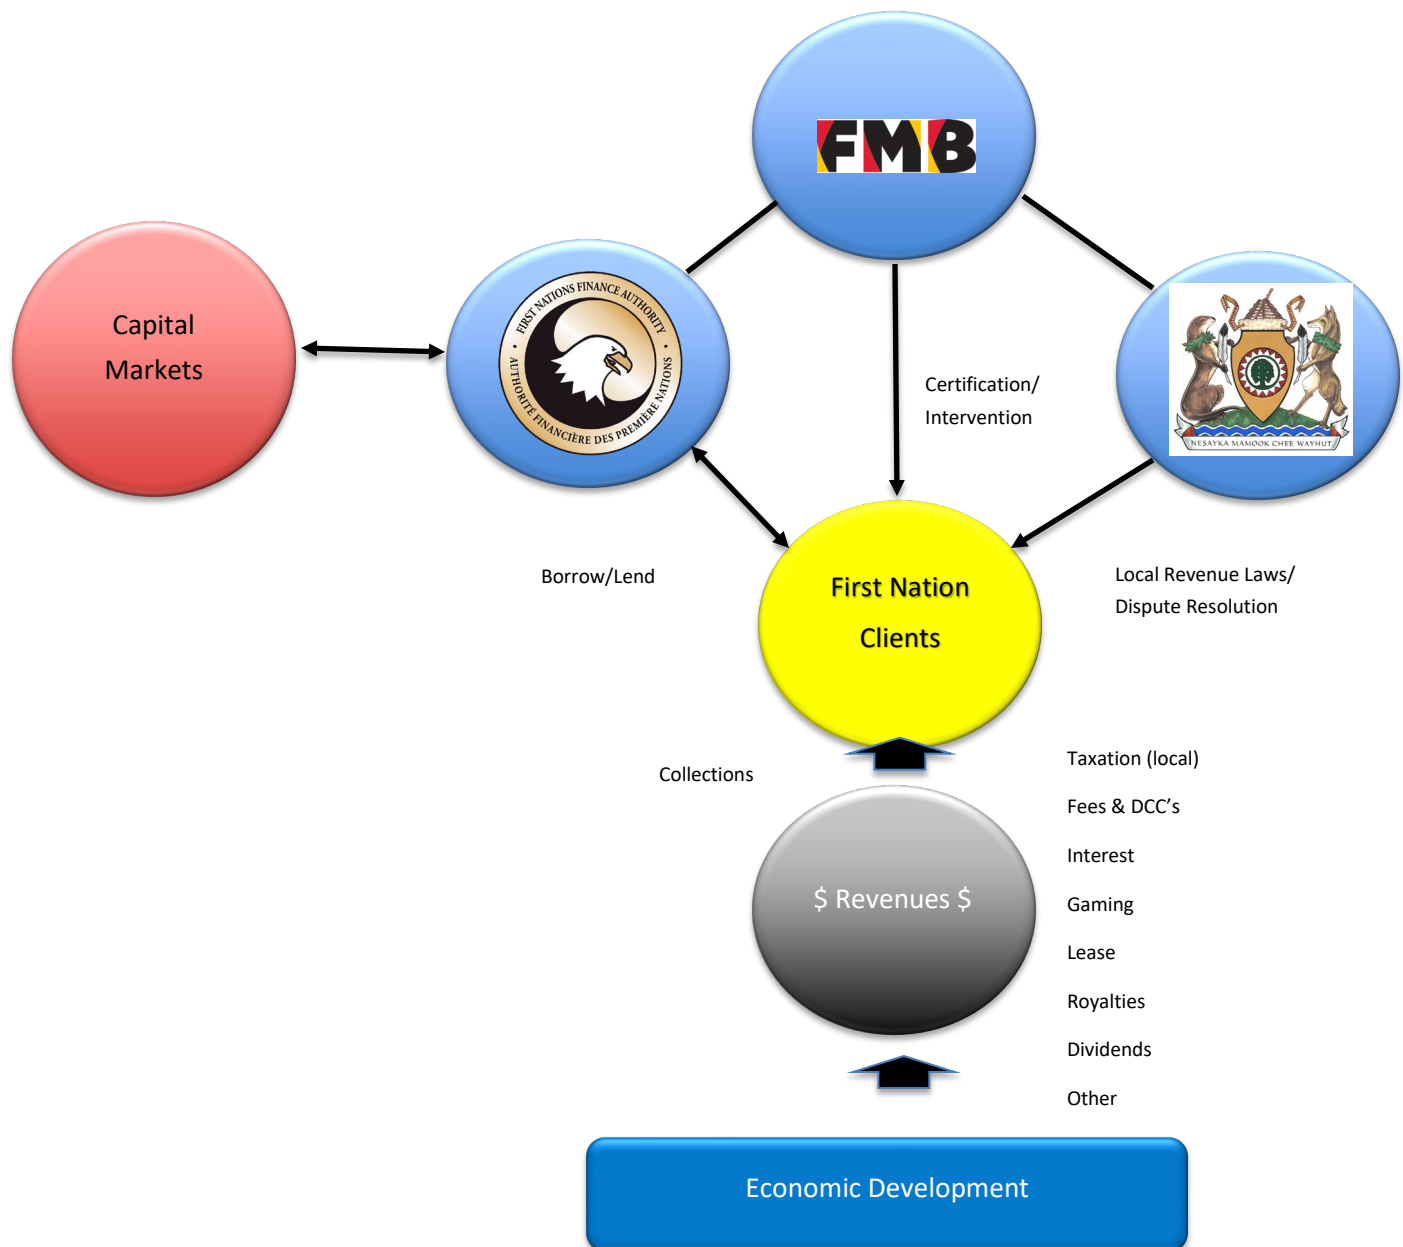 FMB
FIRST NATIONS FINANCE AUTHORITY
AUTHORITÉ FINANCIÈRE DES PREMIÈRE NATIONS
Capital
Markets
NESAYKA MAMOOK CHEE WAYHUT
Certification/
Intervention
Borrow/Lend
First Nation
Clients
Local Revenue Laws/
Dispute Resolution
Collections
Taxation (local)
Fees & DCC’s
Interest
Gaming
Lease
Royalties
Dividends
Other
$ Revenues $
Economic Development